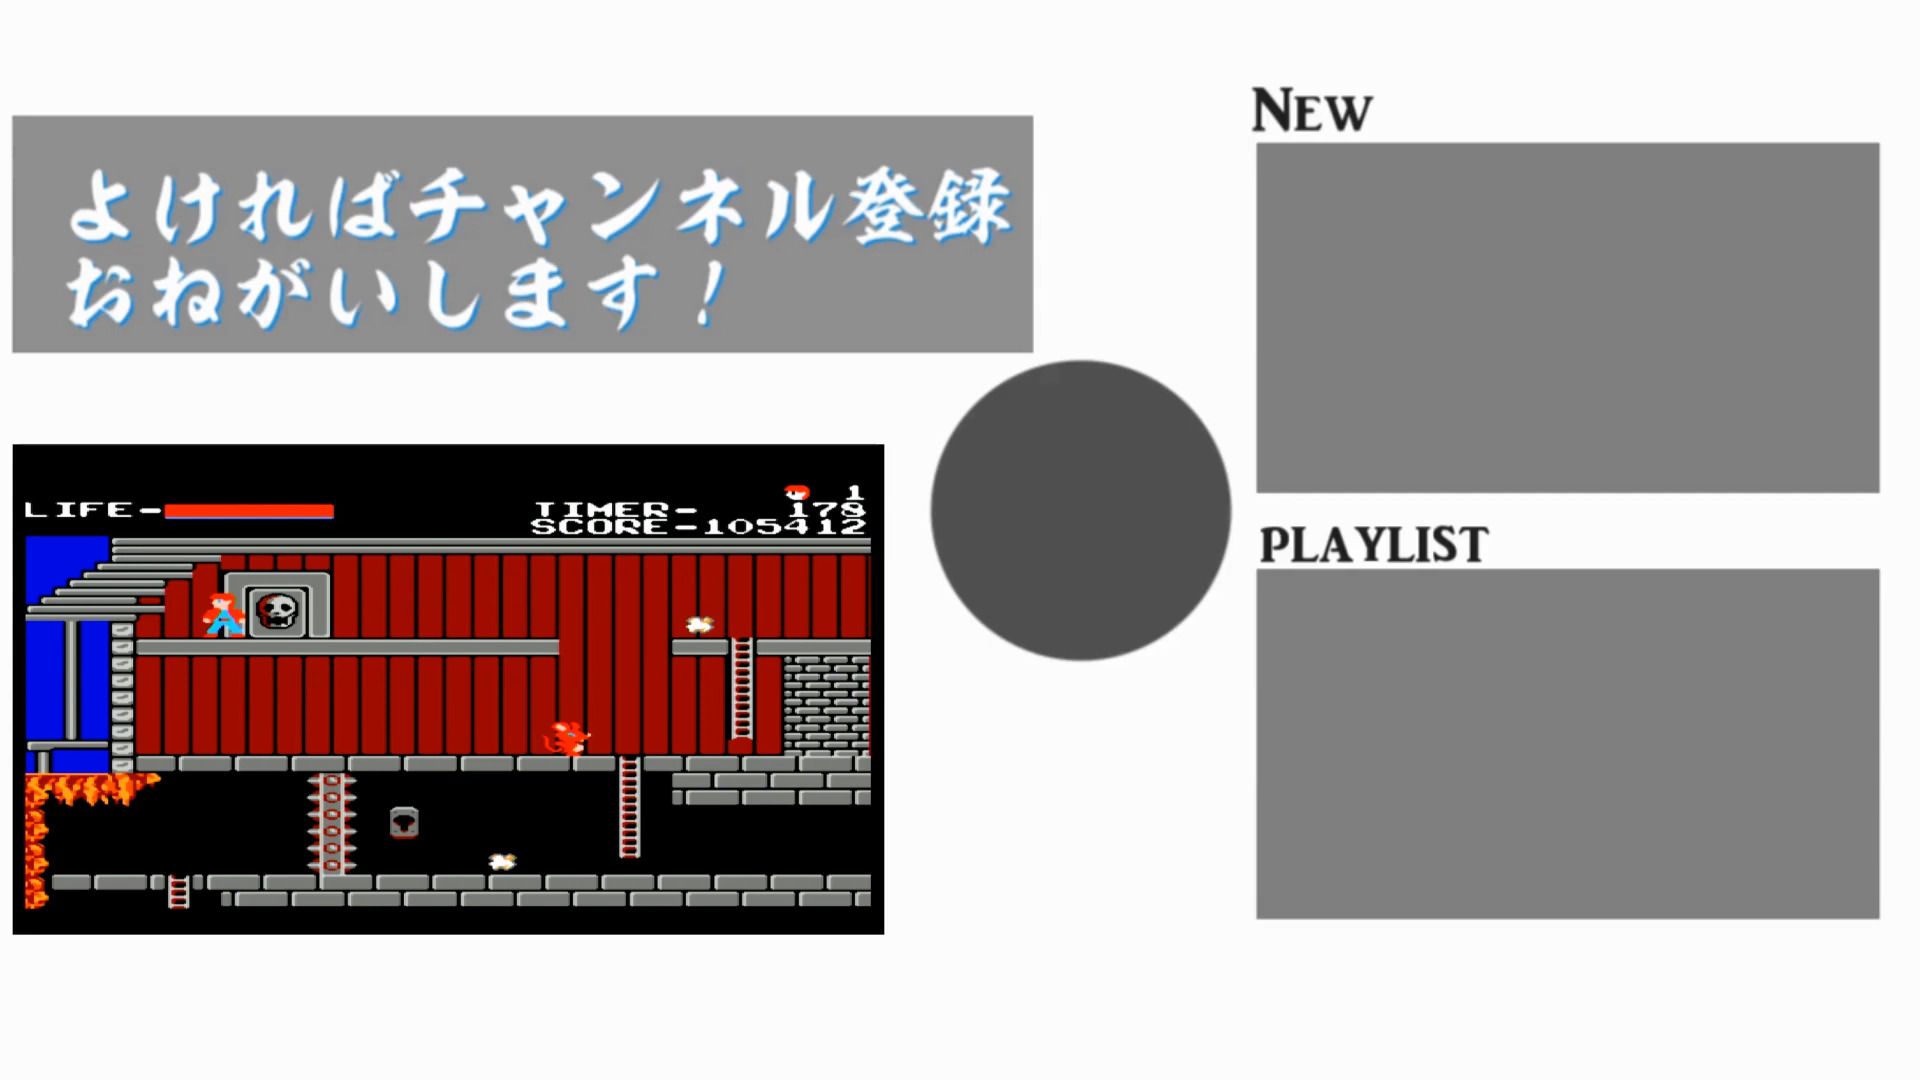 よければチャンネル登録
おねがいします！
NEW
PLAYLIST
1
LIFE-
TIMER- 178
SCORE-105412